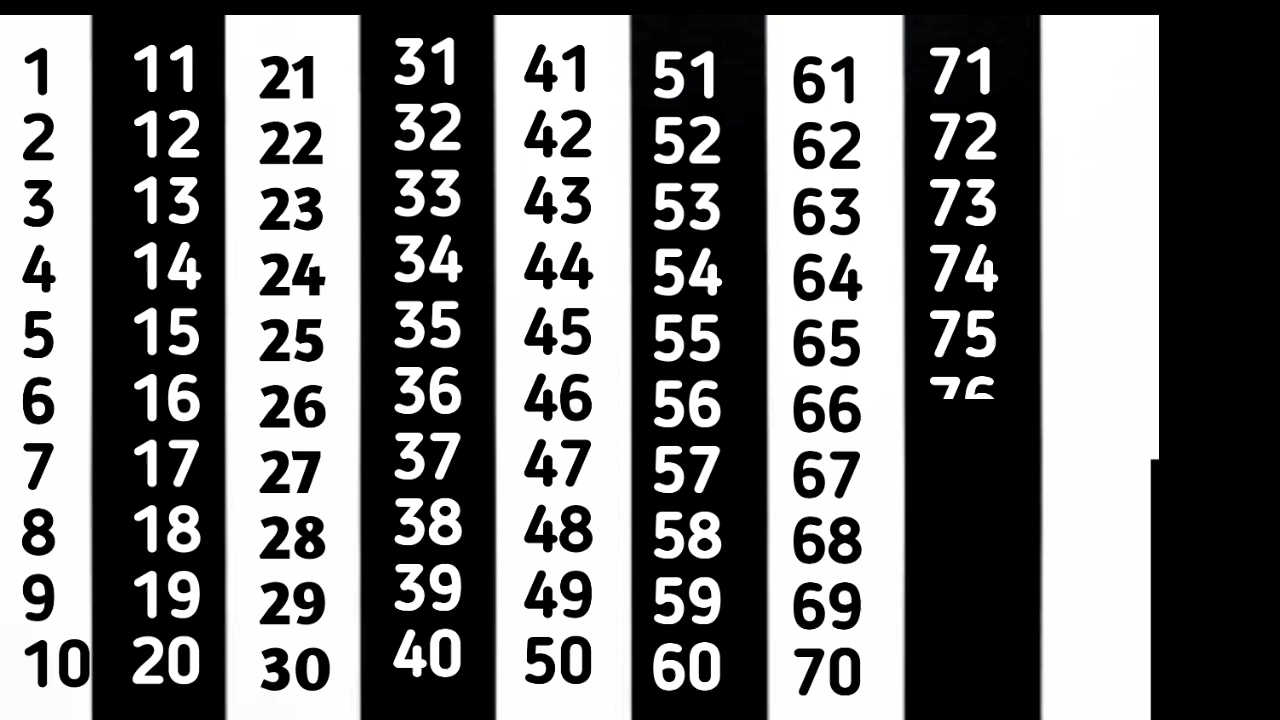 1 11 21 31 41 51 61 71
2 12 22 32 42 52 62 72
3 13 23 33 43 53 63 73
4 14 24 34 44 54 64 74
5 15 25 35 45 55 65 75
6 16 26 36 46 56 66 76
7 17 27 37 47 57 67
8 18 28 38 48 58 68
9 19 29 39 49 59 69
10 20 30 40 50 60 70